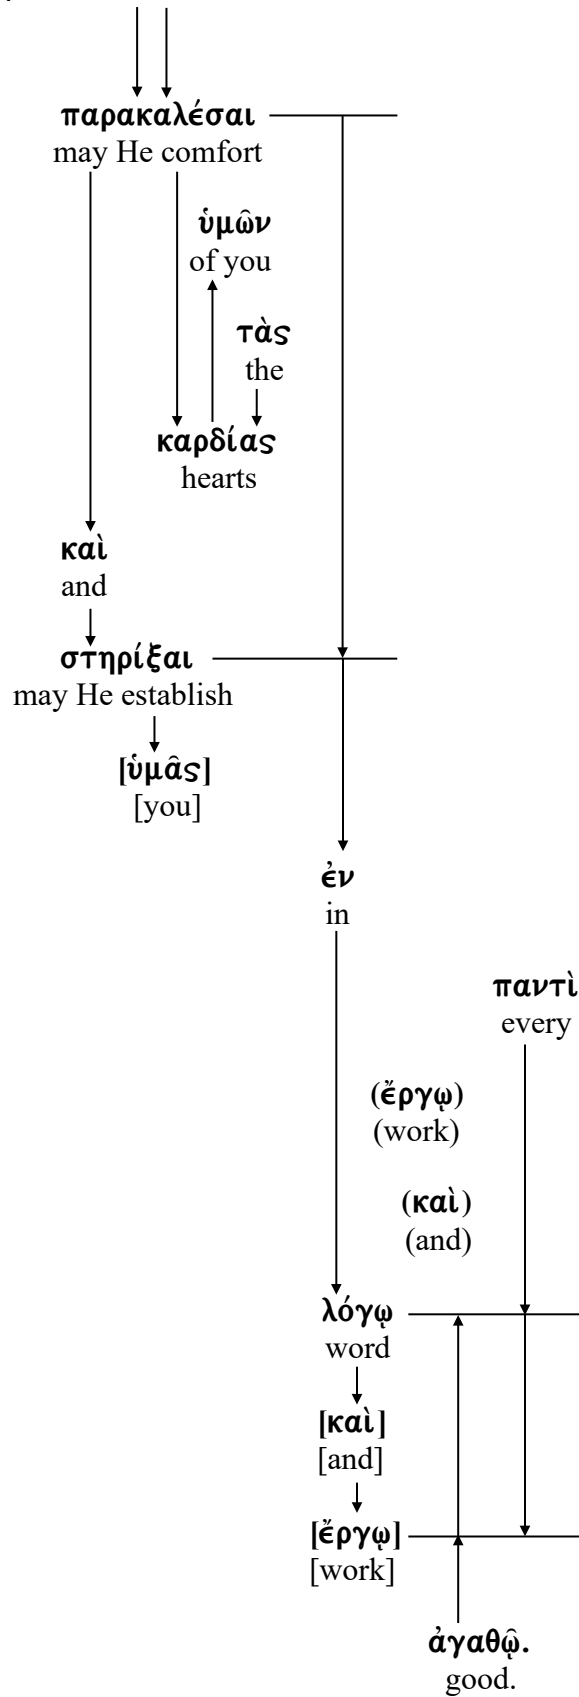 παρακαλέσαι
may He comfort
ὑμῶν
of you
τὰς
the
καρδίας
hearts
καὶ
and
στηρίξαι
may He establish
[ὑμᾶς]
[you]
ἐν
in
παντὶ
every
(ἔργῳ)
(work)
(καὶ)
(and)
λόγῳ
word
[καὶ]
[and]
[ἔργῳ]
[work]
ἀγαθῷ.
good.